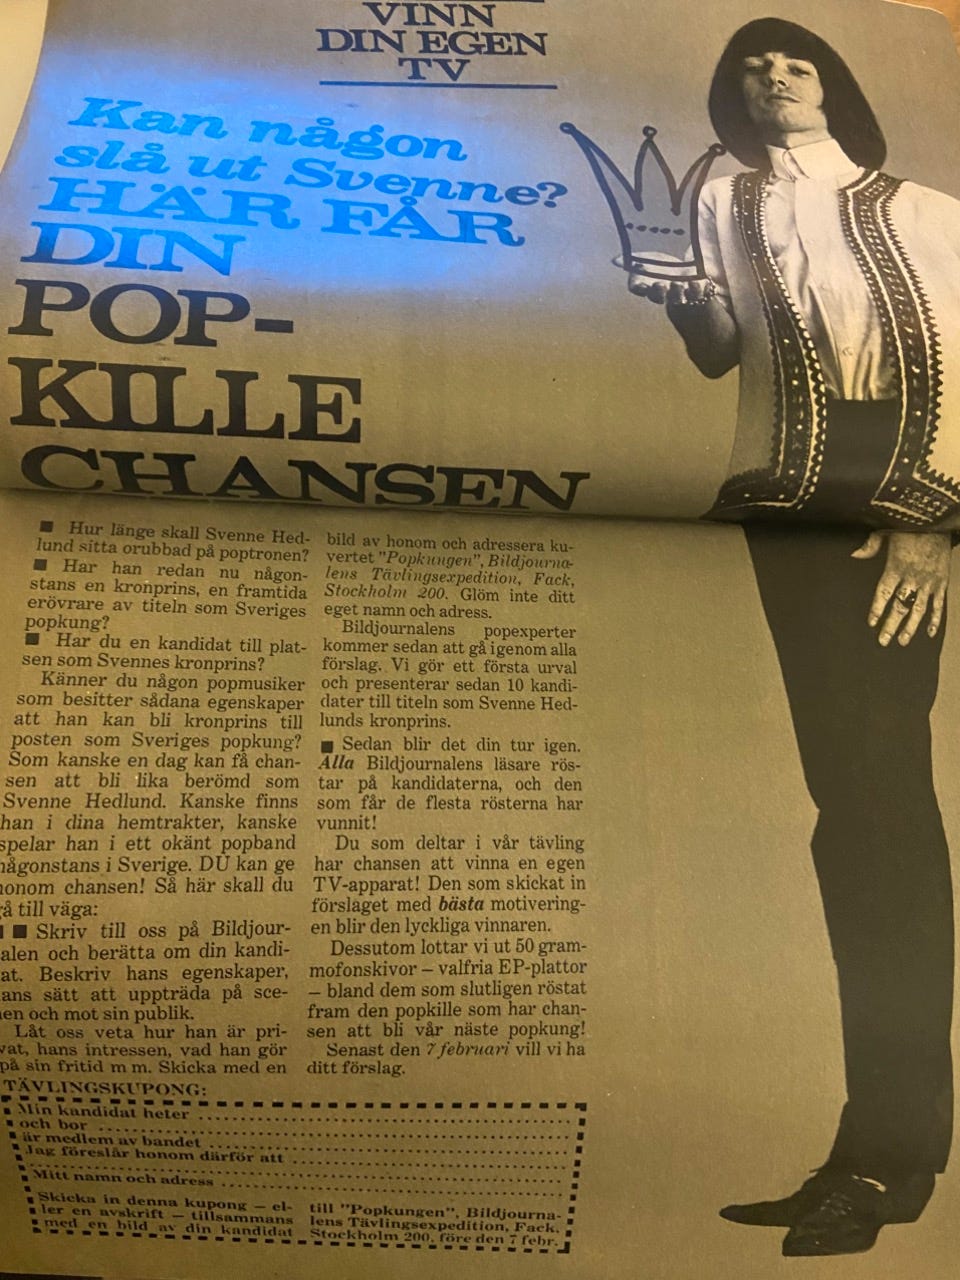 VINN
DIN EGEN
TV
Kan någon
slå ut Svenne?
HÄR FÅR
DIN
POP-
KILLE
CHANSEN
■ Hur länge skall Svenne Hed-
lund sitta orubbad på poptronen?
■ Har han redan nu någon-
stans en kronprins, en framtida
erövrare av titeln som Sveriges
popkung?
■ Har du en kandidat till plat-
sen som Svennes kronprins?
Känner du någon popmusiker
som besitter sådana egenskaper
att han kan bli kronprins till
posten som Sveriges popkung?
Som kanske en dag kan få chan-
sen att bli lika berömd som
Svenne Hedlund. Kanske finns
han i dina hemtrakter, kanske
spelar han i ett okänt popband
någonstans i Sverige. DU kan ge
honom chansen! Så här skall du
gå till väga:
■ ■ Skriv till oss på Bildjour-
alen och berätta om din kandi-
at. Beskriv hans egenskaper,
ans sätt att uppträda på sce-
nen och mot sin publik.
Låt oss veta hur han är pri-
vat, hans intressen, vad han gör
på sin fritid m m. Skicka med en
bild av honom och adressera ku-
vertet "Popkungen", Bildjourna-
lens Tävlingsexpedition, Fack,
Stockholm 200. Glöm inte ditt
eget namn och adress.
Bildjournalens popexperter
kommer sedan att gå igenom alla
förslag. Vi gör ett första urval
och presenterar sedan 10 kandi-
dater till titeln som Svenne Hed-
lunds kronprins.
■ Sedan blir det din tur igen.
Alla Bildjournalens läsare rös-
tar på kandidaterna, och den
som får de flesta rösterna har
vunnit!
Du som deltar i vår tävling
har chansen att vinna en egen
TV-apparat! Den som skickat in
förslaget med bästa motivering-
en blir den lyckliga vinnaren.
Dessutom lottar vi ut 50 gram-
mofonskivor – valfria EP-plattor
– bland dem som slutligen röstat
fram den popkille som har chan-
sen att bli vår näste popkung!
Senast den 7 februari vill vi ha
ditt förslag.
TÄVLINGSKUPONG:
Min kandidat heter
och bor
är medlem av bandet
Jag föreslår honom därför att
Mitt namn och adress
Skicka in denna kupong – el-
ler en avskrift – tillsammans
med en bild av din kandidat
till "Popkungen", Bildjourna-
lens Tävlingsexpedition, Fack,
Stockholm 200, före den 7 febr.